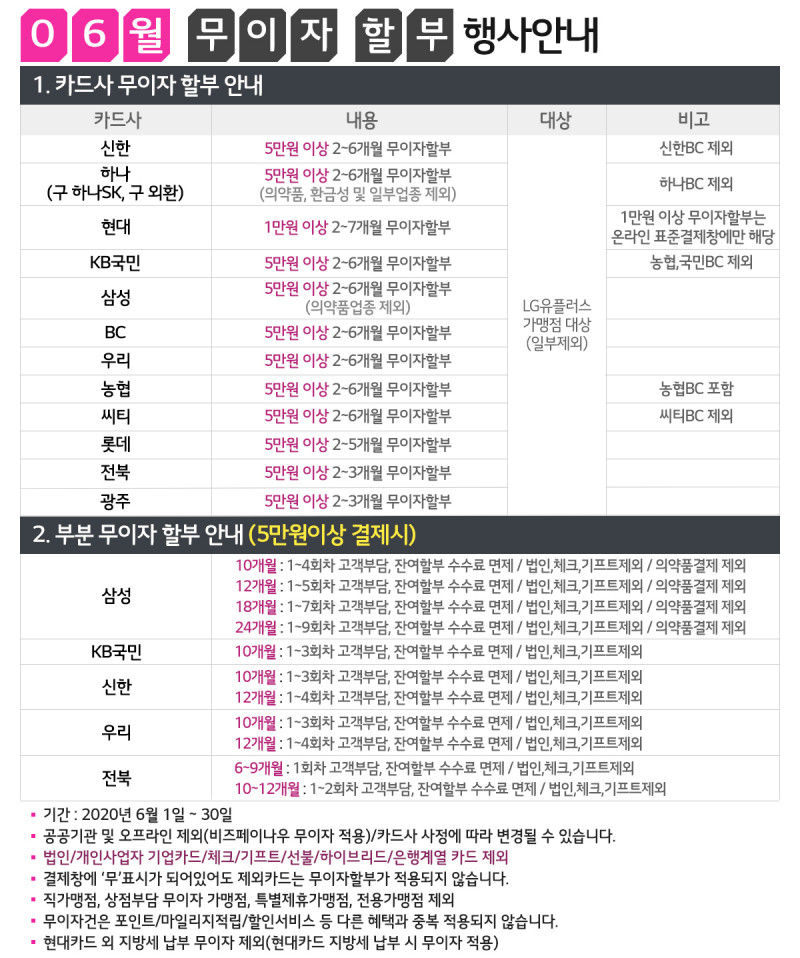 06월 무이자 할부 행사안내
1. 카드사 무이자 할부 안내
카드사 내용 대상 비고
신한 5만원 이상 2~6개월 무이자할부 신한BC 제외
하나
(구 하나SK, 구 외환)
5만원 이상 2~6개월 무이자할부
(의약품, 환금성 및 일부업종 제외)
하나BC 제외
현대 1만원 이상 2~7개월 무이자할부
1만원 이상 무이자할부는
온라인 표준결제창에만 해당
KB국민 5만원 이상 2~6개월 무이자할부 농협,국민BC 제외
삼성
5만원 이상 2~6개월 무이자할부
(의약품업종 제외)
LG유플러스
가맹점 대상
(일부제외)
BC 5만원 이상 2~6개월 무이자할부
우리 5만원 이상 2~6개월 무이자할부
농협 5만원 이상 2~6개월 무이자할부 농협BC 포함
씨티 5만원 이상 2~6개월 무이자할부 씨티BC 제외
롯데 5만원 이상 2~5개월 무이자할부
전북 5만원 이상 2~3개월 무이자할부
광주 5만원 이상 2~3개월 무이자할부
2. 부분 무이자 할부 안내 (5만원이상 결제시)
삼성
10개월 : 1~4회차 고객부담, 잔여할부 수수료 면제 / 법인,체크,기프트제외 / 의약품결제 제외
12개월 : 1~5회차 고객부담, 잔여할부 수수료 면제 / 법인,체크,기프트제외 / 의약품결제 제외
18개월 : 1~7회차 고객부담, 잔여할부 수수료 면제 / 법인,체크,기프트제외 / 의약품결제 제외
24개월 : 1~9회차 고객부담, 잔여할부 수수료 면제 / 법인,체크,기프트제외 / 의약품결제 제외
KB국민 10개월 : 1~3회차 고객부담, 잔여할부 수수료 면제 / 법인,체크,기프트제외
신한
10개월 : 1~3회차 고객부담, 잔여할부 수수료 면제 / 법인,체크,기프트제외
12개월 : 1~4회차 고객부담, 잔여할부 수수료 면제 / 법인,체크,기프트제외
우리
10개월 : 1~3회차 고객부담, 잔여할부 수수료 면제 / 법인,체크,기프트제외
12개월 : 1~4회차 고객부담, 잔여할부 수수료 면제 / 법인,체크,기프트제외
전북
6~9개월 : 1회차 고객부담, 잔여할부 수수료 면제 / 법인,체크,기프트제외
10~12개월 : 1~2회차 고객부담, 잔여할부 수수료 면제 / 법인,체크,기프트제외
▪ 기간 : 2020년 6월 1일 ~ 30일
▪ 공공기관 및 오프라인 제외(비즈페이나우 무이자 적용)/카드사 사정에 따라 변경될 수 있습니다.
▪ 법인/개인사업자 기업카드/체크/기프트/선불/하이브리드/은행계열 카드 제외
▪ 결제창에 '무'표시가 되어있어도 제외카드는 무이자할부가 적용되지 않습니다.
▪ 직가맹점, 상점부담 무이자 가맹점, 특별제휴가맹점, 전용가맹점 제외
▪ 무이자건은 포인트/마일리지적립/할인서비스 등 다른 혜택과 중복 적용되지 않습니다.
▪ 현대카드 외 지방세 납부 무이자 제외(현대카드 지방세 납부 시 무이자 적용)